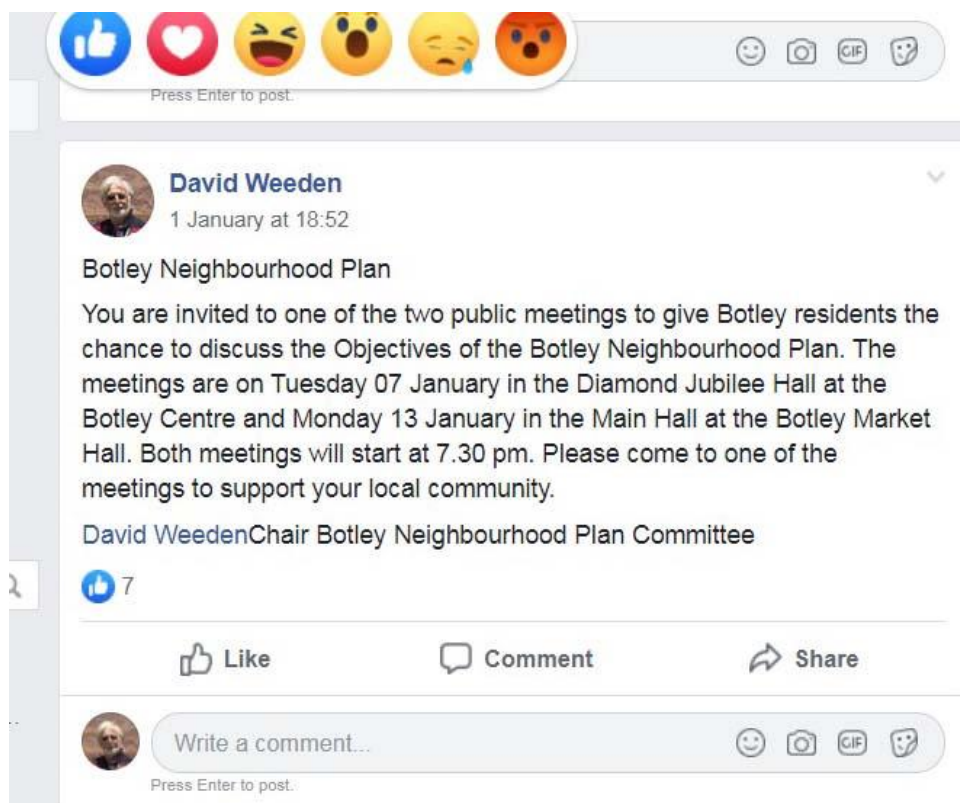 GIF
Press Enter to post.
David Weeden
1 January at 18:52
Botley Neighbourhood Plan
You are invited to one of the two public meetings to give Botley residents the
chance to discuss the Objectives of the Botley Neighbourhood Plan. The
meetings are on Tuesday 07 January in the Diamond Jubilee Hall at the
Botley Centre and Monday 13 January in the Main Hall at the Botley Market
Hall. Both meetings will start at 7.30 pm. Please come to one of the
meetings to support your local community.
David WeedenChair Botley Neighbourhood Plan Committee
7
Like Comment Share
Write a comment... GIF
Press Enter to post.